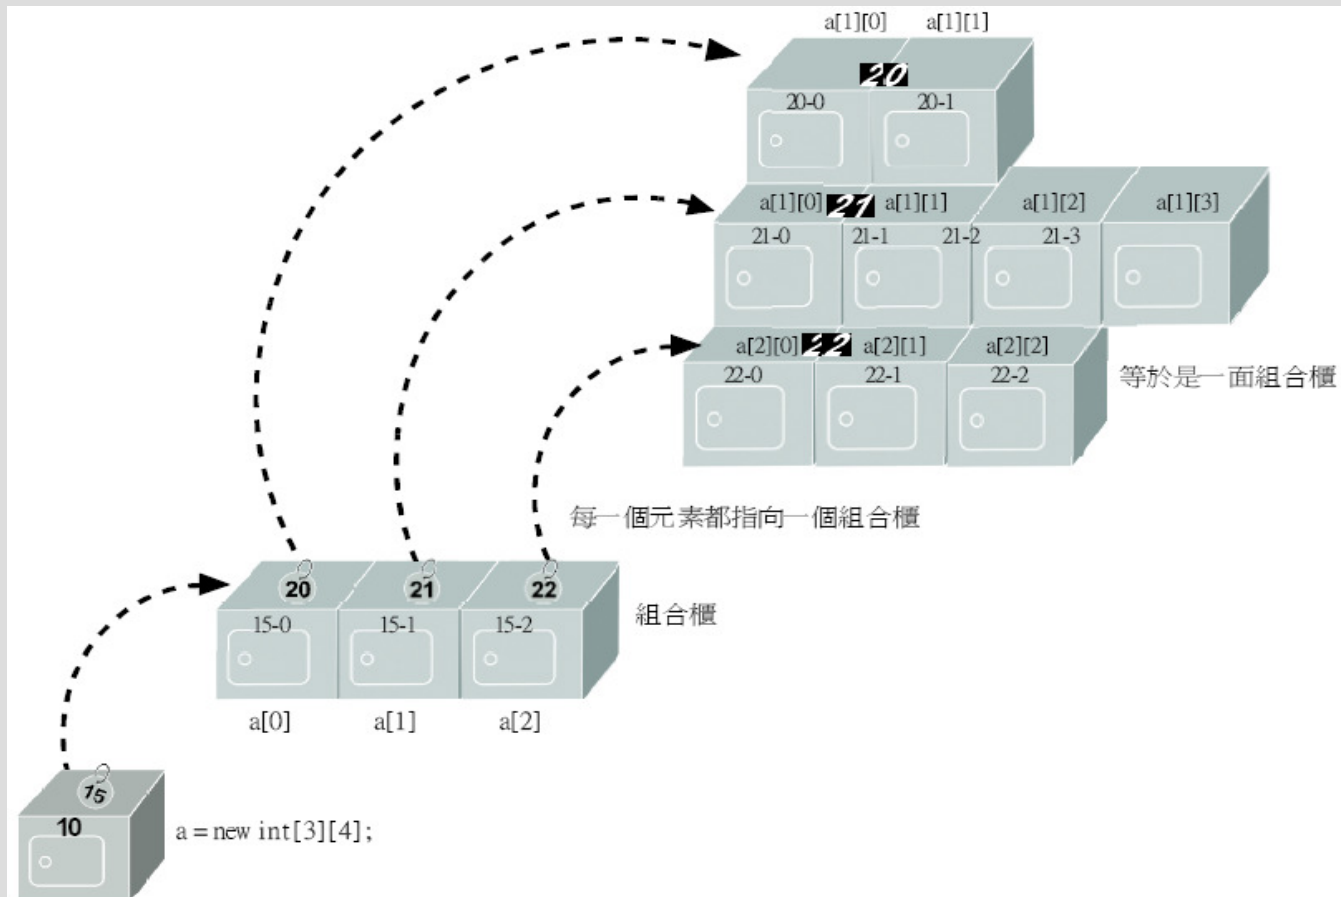 a[1][0] a[1][1]
20
20-0 20-1
a[1][0] 21 a[1][1] a[1][2] a[1][3]
21-0 21-1 21-2 21-3
a[2][0] 22 a[2][1] a[2][2]
22-0 22-1 22-2
等於是一面組合櫃
每一個元素都指向一個組合櫃
20 21 22
組合櫃
15-0 15-1 15-2
a[0] a[1] a[2]
15
10
a = new int[3][4];